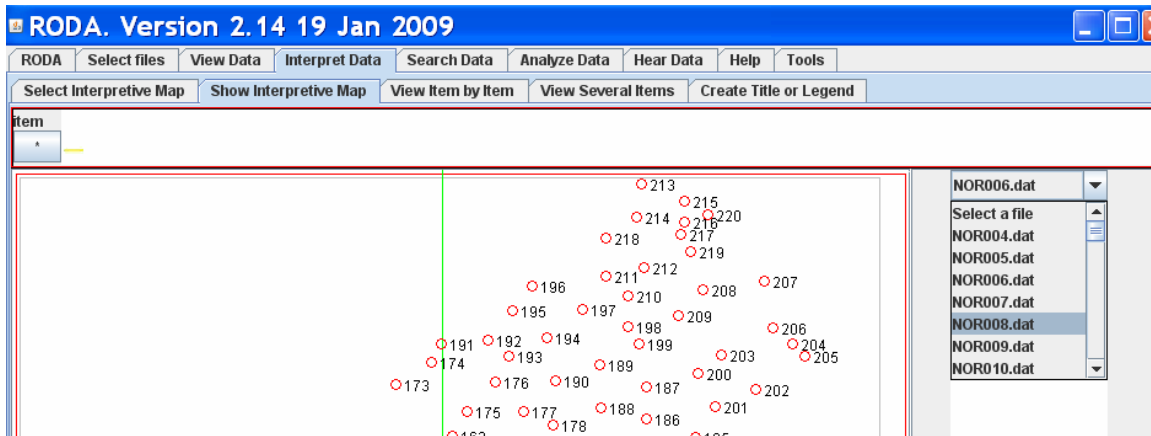 RODA. Version 2.14 19 Jan 2009
RODA Select files View Data Interpret Data Search Data Analyze Data Hear Data Help Tools
Select Interpretive Map Show Interpretive Map View Item by Item View Several Items Create Title or Legend
item
*
NOR006.dat
Select a file
NOR004.dat
NOR005.dat
NOR006.dat
NOR007.dat
NOR008.dat
NOR009.dat
NOR010.dat
213
215
214 220
216
218 217
219
212
211
196 207
210 208
195 197
209
198 206
191 192 194 199 204
193 203 205
174 189
200
173 176 190 187
202
175 177 188 201
186
178